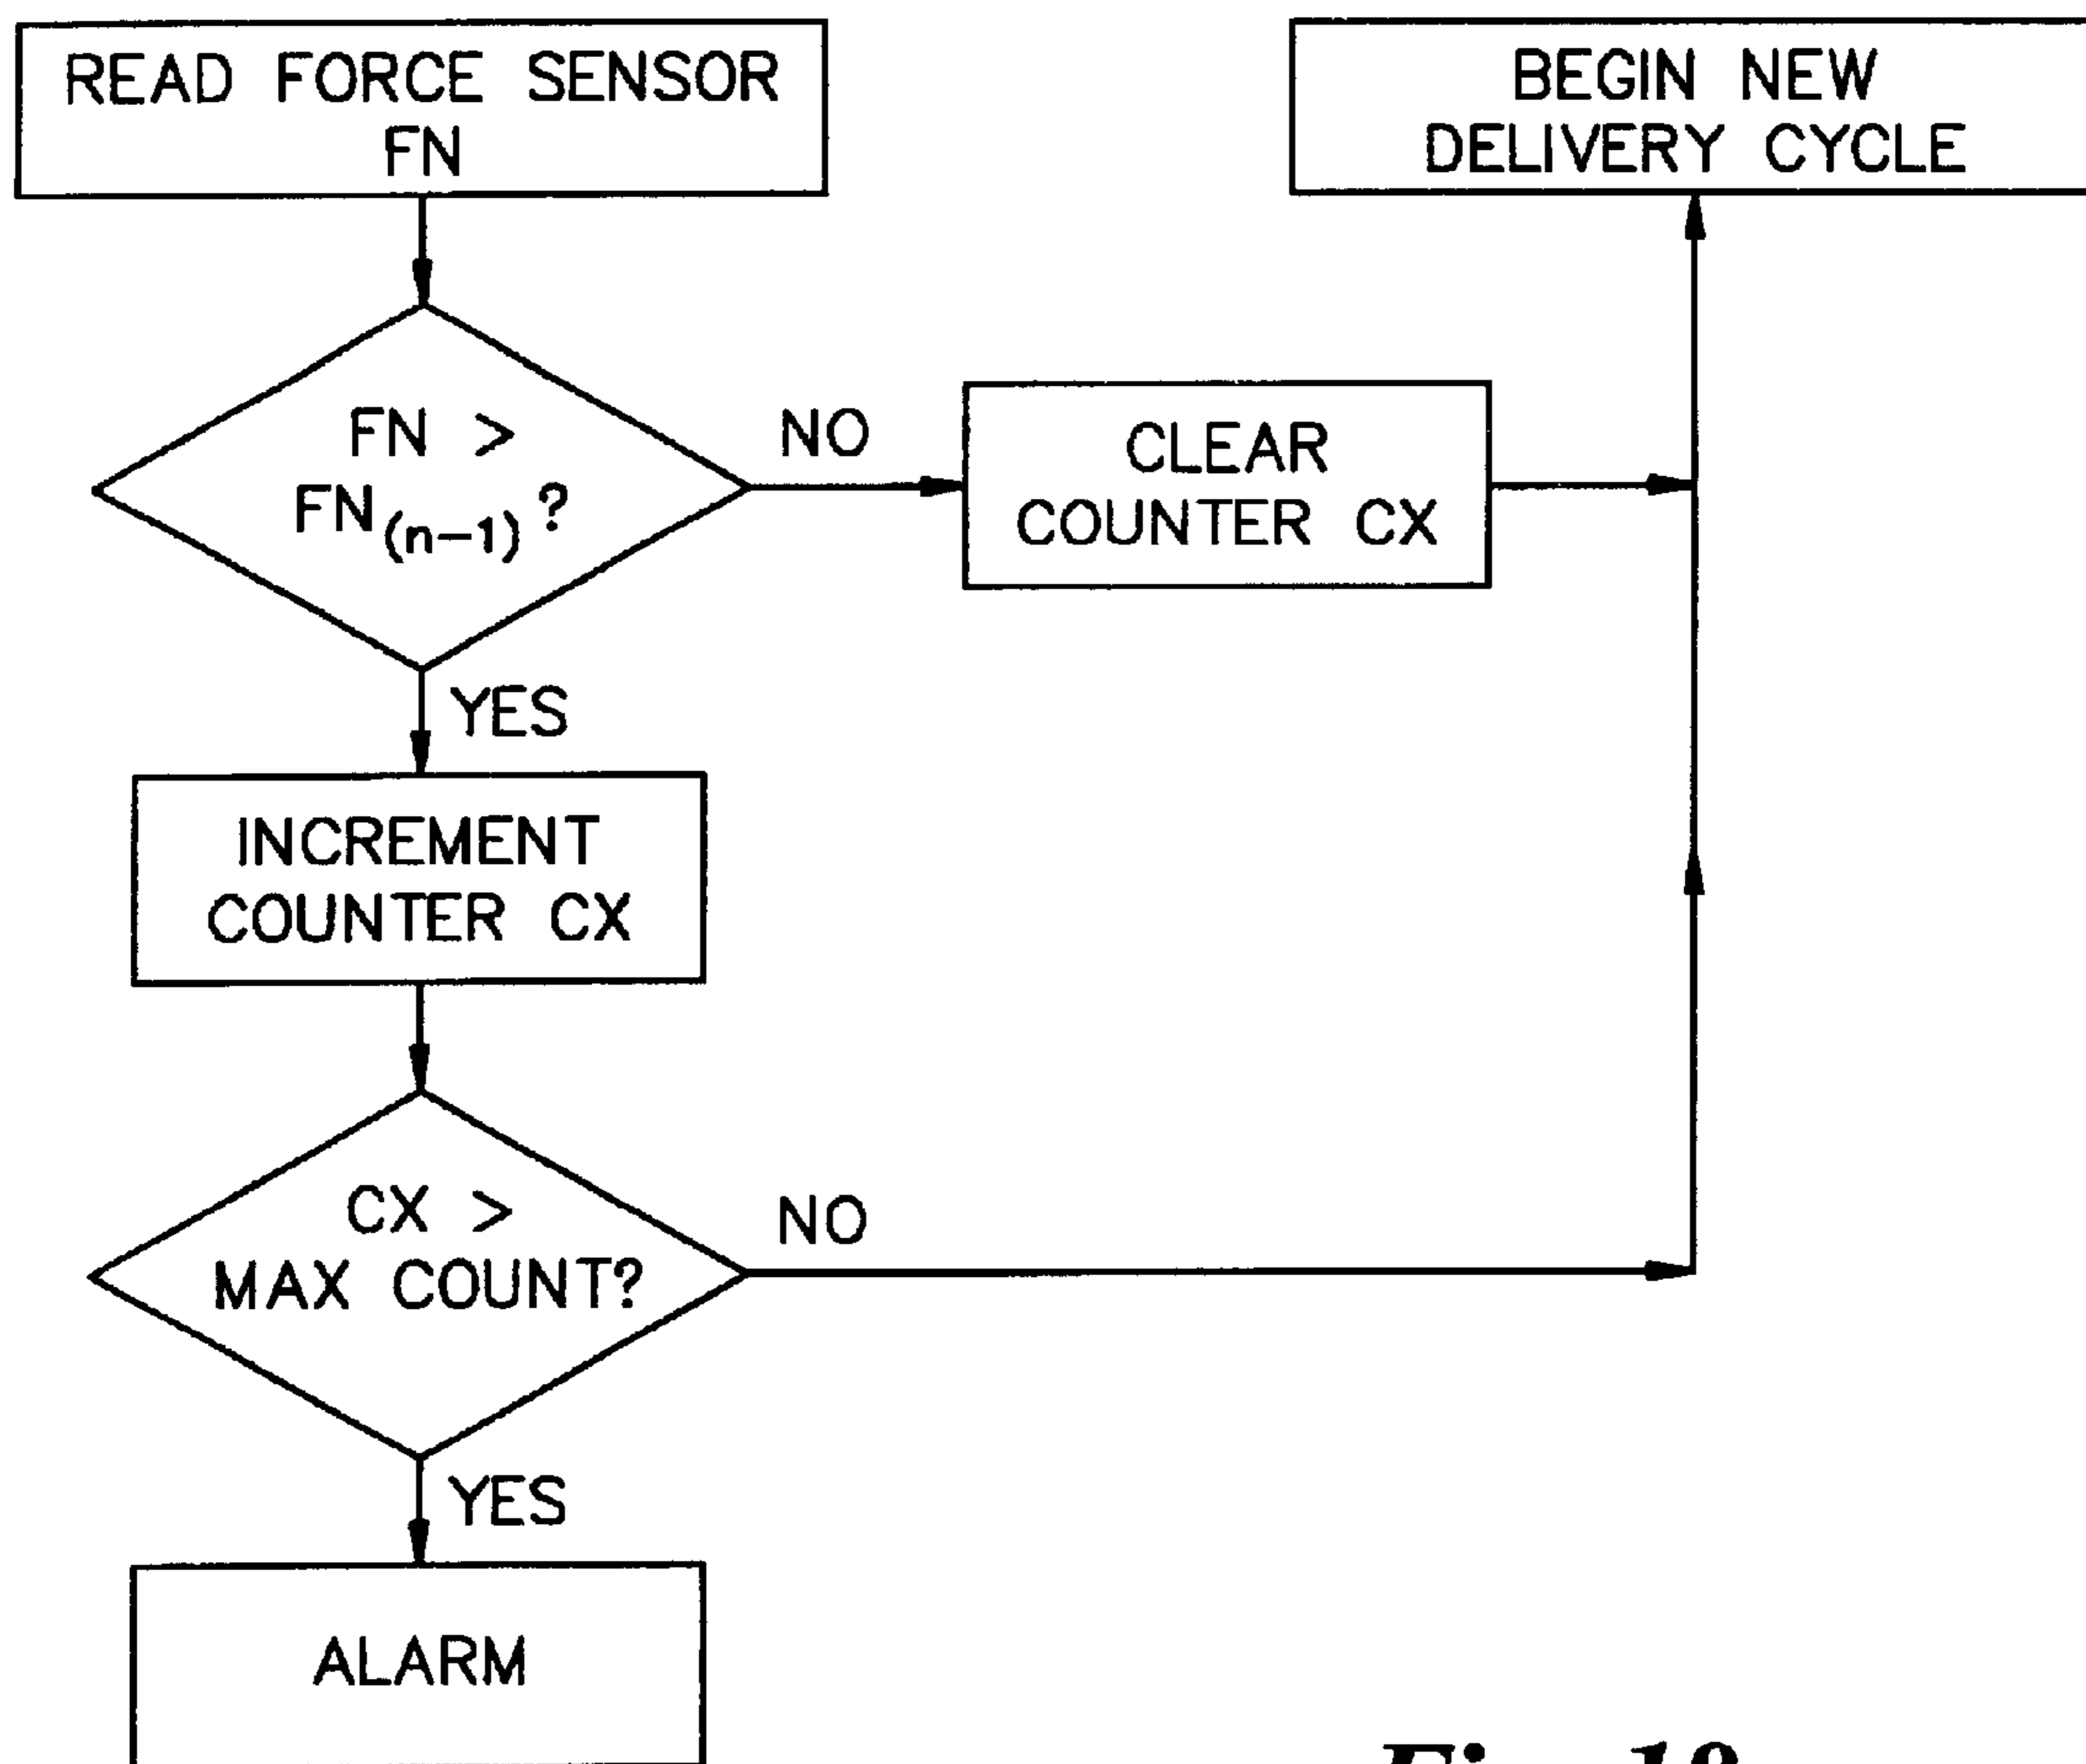 READ FORCE SENSOR
FN
BEGIN NEW
DELIVERY CYCLE
FN >
FN(n-1) ?
NO
CLEAR
COUNTER CX
YES
INCREMENT
COUNTER CX
CX >
MAX COUNT?
NO
YES
ALARM